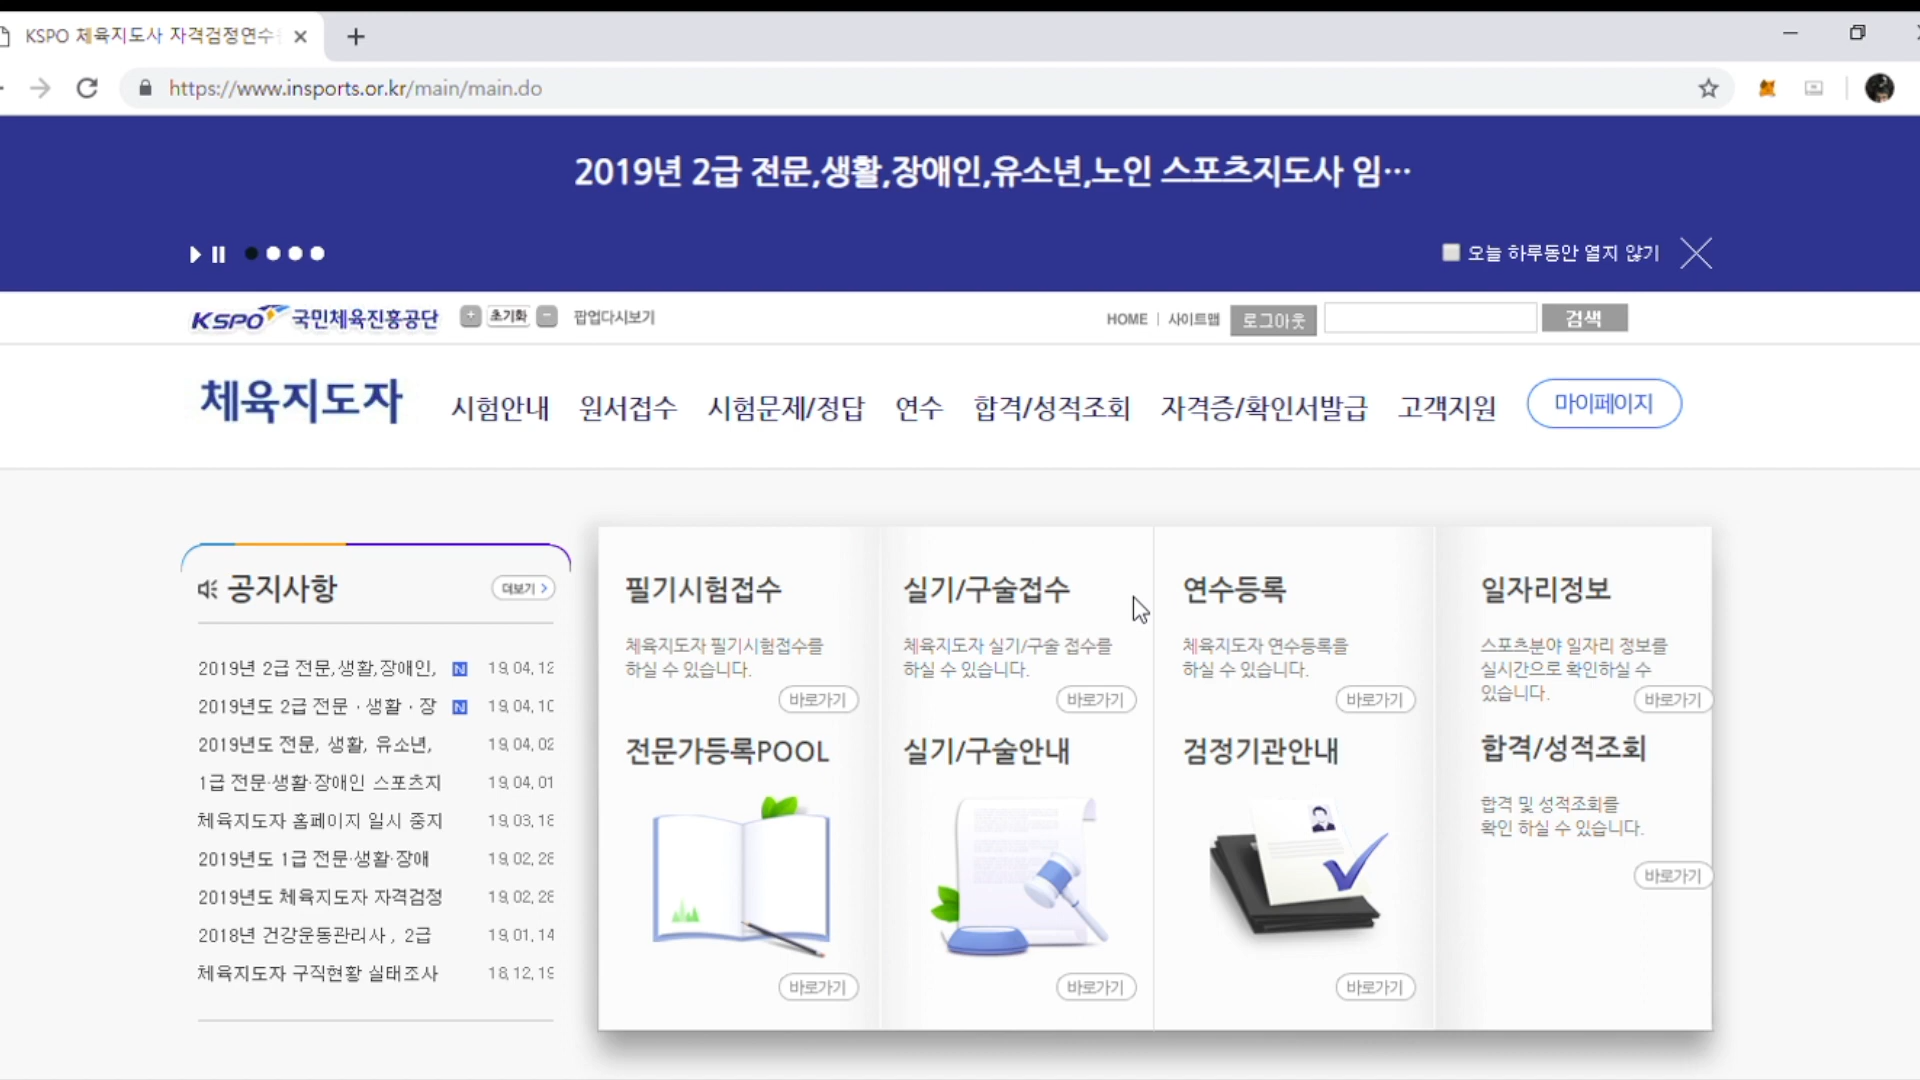 KSPO 체육지도사 자격검정연수
https://www.insports.or.kr/main/main.do
2019년 2급 전문,생활,장애인,유소년,노인 스포츠지도사 임…
오늘 하루동안 열지 않기
KSPO 국민체육진흥공단 + 초기화 - 팝업다시보기 HOME | 사이트맵 로그아웃 검색
체육지도자 시험안내 원서접수 시험문제/정답 연수 합격/성적조회 자격증/확인서발급 고객지원 마이페이지
공지사항 더보기 >
2019년 2급 전문,생활,장애인, N 19.04.12
2019년도 2급 전문·생활·장 N 19.04.10
2019년도 전문, 생활, 유소년, 19.04.02
1급 전문·생활·장애인 스포츠지 19.04.01
체육지도자 홈페이지 일시 중지 19.03.18
2019년도 1급 전문·생활·장애 19.02.28
2019년도 체육지도자 자격검정 19.02.28
2018년 건강운동관리사, 2급 19.01.14
체육지도자 구직현황 실태조사 18.12.19
필기시험접수
체육지도자 필기시험접수를
하실 수 있습니다.
바로가기
실기/구술접수
체육지도자 실기/구술 접수를
하실 수 있습니다.
바로가기
연수등록
체육지도자 연수등록을
하실 수 있습니다.
바로가기
일자리정보
스포츠분야 일자리 정보를
실시간으로 확인하실 수
있습니다.
바로가기
전문가등록POOL
바로가기
실기/구술안내
바로가기
검정기관안내
바로가기
합격/성적조회
합격 및 성적조회를
확인 하실 수 있습니다.
바로가기